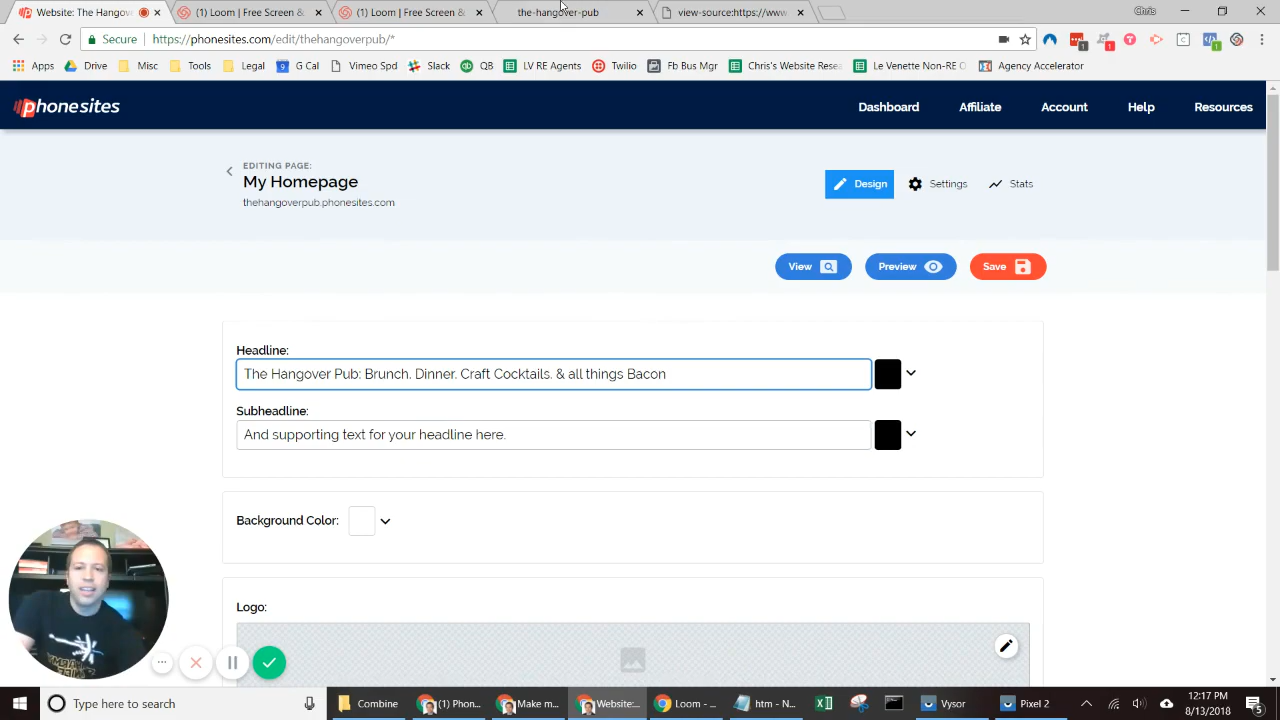 Website: The Hangov
(1) Loom | Free Screen &
(1) Loom | Free Screen &
the-hangover-pub
view-source:https://www
Chris
Secure
https://phonesites.com/edit/thehangoverpub/*
Apps
Drive
Misc
Tools
Legal
G Cal
Vimeo Spd
Slack
QB
LV RE Agents
Twilio
Fb Bus Mgr
Chris's Website Resea
Le Venette Non-RE C
Agency Accelerator
phonesites
Dashboard
Affiliate
Account
Help
Resources
EDITING PAGE:
My Homepage
thehangoverpub.phonesites.com
Design
Settings
Stats
View
Preview
Save
Headline:
The Hangover Pub: Brunch. Dinner. Craft Cocktails. & all things Bacon
Subheadline:
And supporting text for your headline here.
Background Color:
Logo:
Type here to search
Combine
(1) Phon...
Make m...
Website:...
Loom - ...
htm - N...
Vysor
Pixel 2
12:17 PM
8/13/2018
5